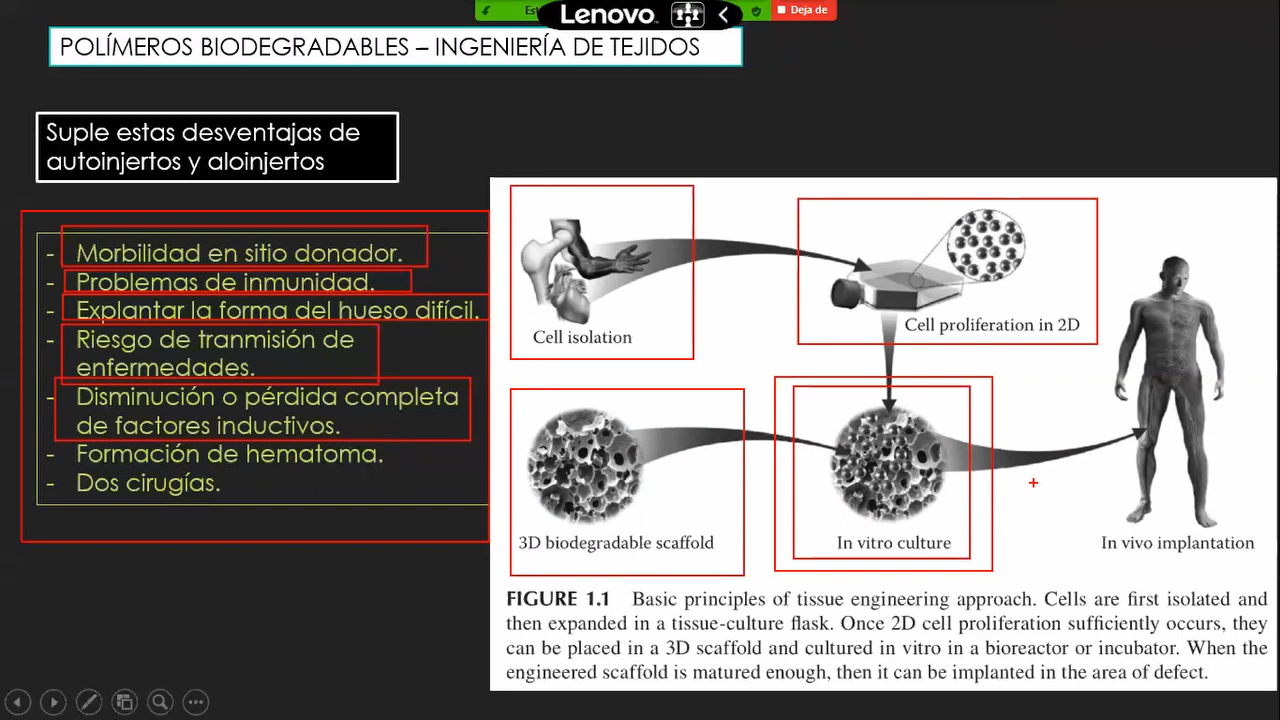 Est
Lenovo
Deja de
POLÍMEROS BIODEGRADABLES – INGENIERÍA DE TEJIDOS
Suple estas desventajas de
autoinjertos y aloinjertos
- Morbilidad en sitio donador.
- Problemas de inmunidad.
- Explantar la forma del hueso difícil.
- Riesgo de tranmisión de
enfermedades.
- Disminución o pérdida completa
de factores inductivos.
- Formación de hematoma.
- Dos cirugías.
Cell isolation
Cell proliferation in 2D
3D biodegradable scaffold
In vitro culture
In vivo implantation
FIGURE 1.1 Basic principles of tissue engineering approach. Cells are first isolated and
then expanded in a tissue-culture flask. Once 2D cell proliferation sufficiently occurs, they
can be placed in a 3D scaffold and cultured in vitro in a bioreactor or incubator. When the
engineered scaffold is matured enough, then it can be implanted in the area of defect.